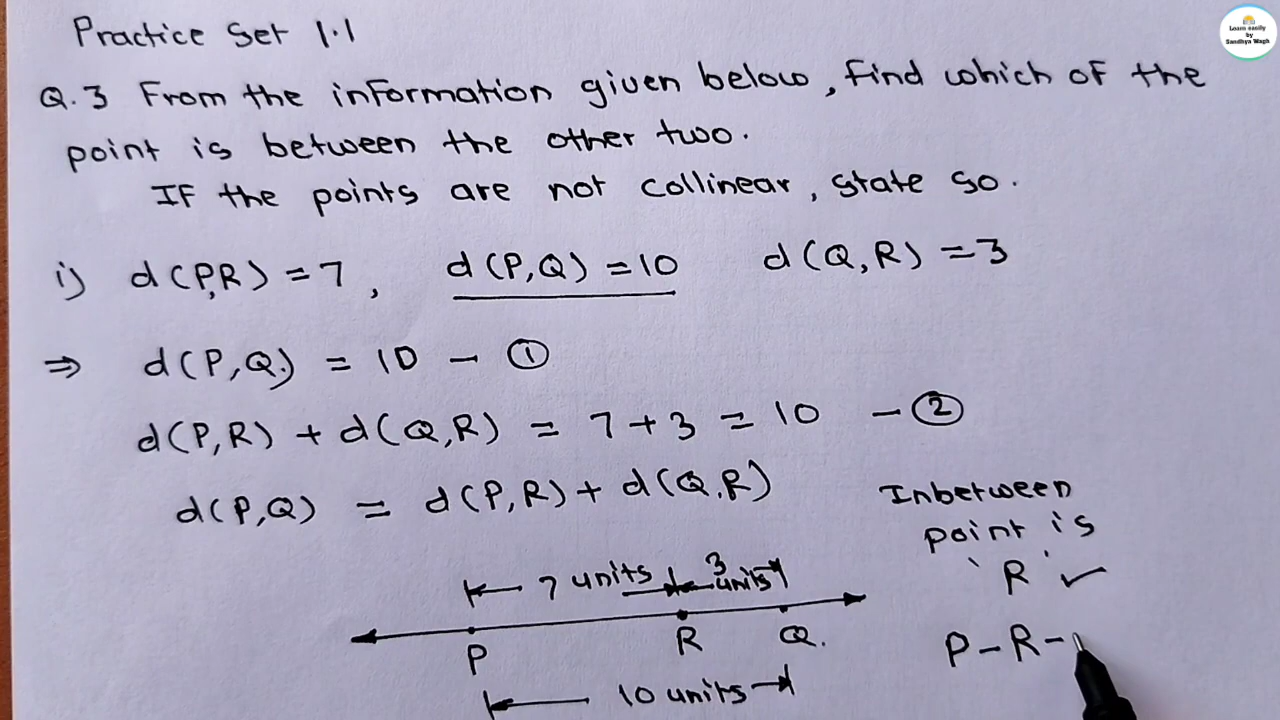 Practice Set 1.1
Learn easily
by
Sandhya Wagh
Q.3 From the information given below, find which of the
point is between the other two.
If the points are not collinear, state so.
i) d(P,R) = 7, d(P,Q) = 10 d(Q,R) = 3
⇒ d(P,Q) = 10 – ①
d(P,R) + d(Q,R) = 7 + 3 = 10 – ②
d(P,Q) = d(P,R) + d(Q,R)
Inbetween
point is
'R' ✓
P – R –
7 units 3 units
P R Q.
10 units